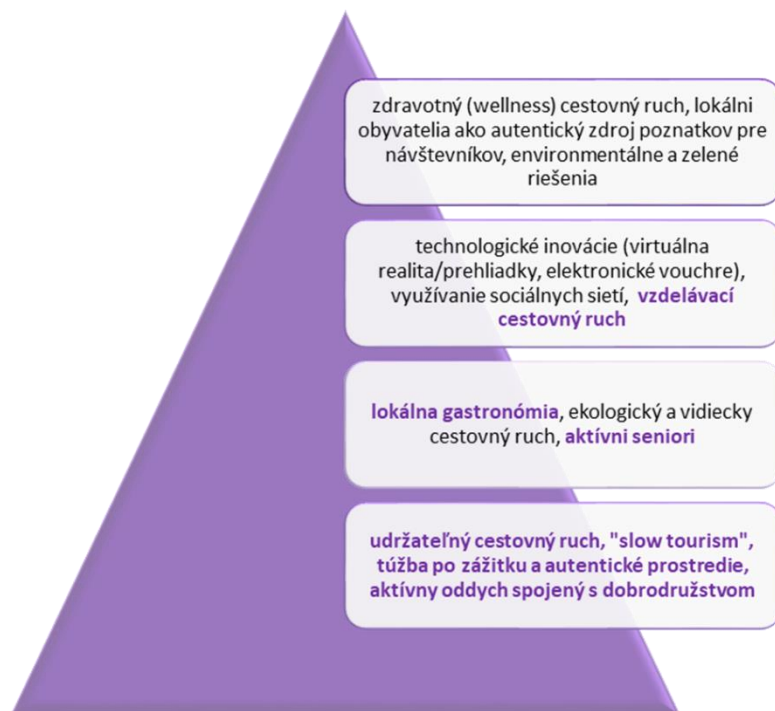 zdravotný (wellness) cestovný ruch, lokálni
obyvatelia ako autentický zdroj poznatkov pre
návštevníkov, environmentálne a zelené
riešenia
technologické inovácie (virtuálna
realita/prehliadky, elektronické vouchre),
využívanie sociálnych sietí, vzdelávací
cestovný ruch
lokálna gastronómia, ekologický a vidiecky
cestovný ruch, aktívni seniori
udržateľný cestovný ruch, "slow tourism",
túžba po zážitku a autentické prostredie,
aktívny oddych spojený s dobrodružstvom